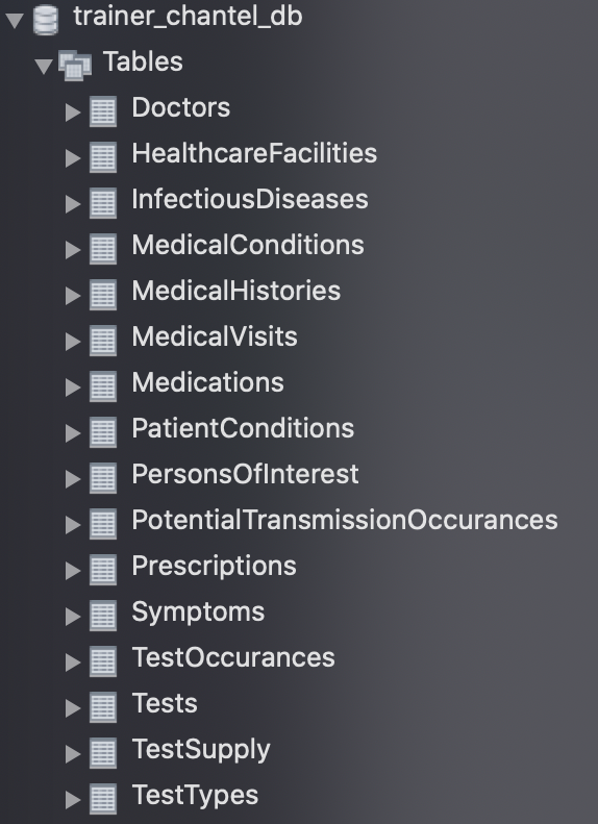 trainer_chantel_db
Tables
Doctors
HealthcareFacilities
InfectiousDiseases
MedicalConditions
MedicalHistories
MedicalVisits
Medications
PatientConditions
PersonsOfInterest
PotentialTransmissionOccurances
Prescriptions
Symptoms
TestOccurances
Tests
TestSupply
TestTypes